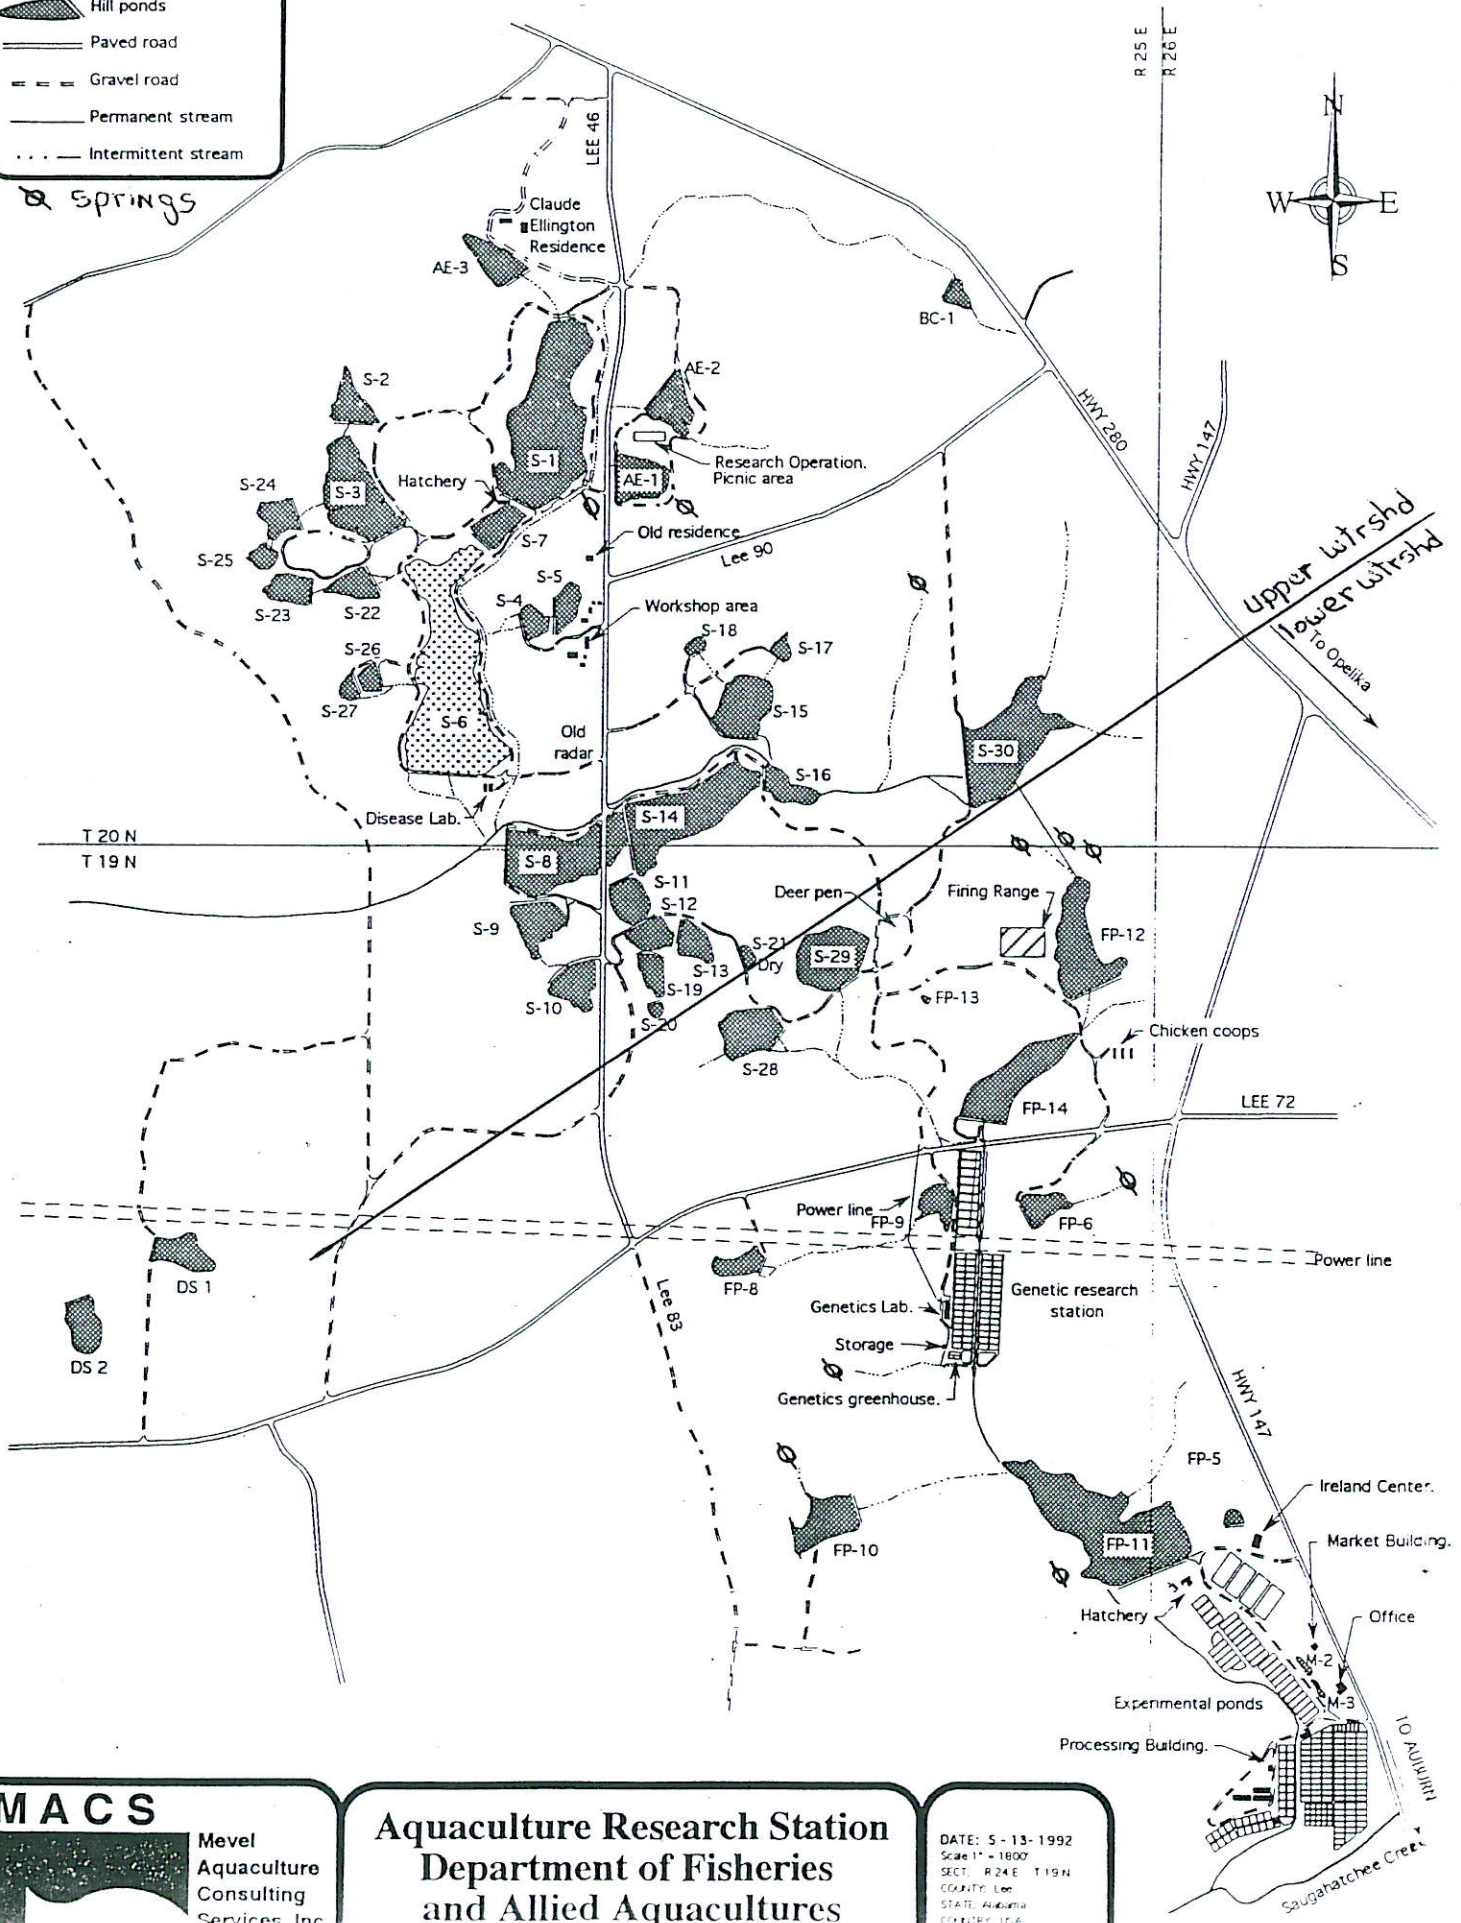 Hill ponds
Paved road
Gravel road
Permanent stream
Intermittent stream
Springs
R 25 E
R 26 E
N
W
E
S
LEE 46
Claude
Ellington
Residence
AE-3
BC-1
S-2
AE-2
HWY 280
HWY 147
S-1
Research Operation.
Picnic area
AE-1
Hatchery
S-24
S-3
S-7
Old residence
Lee 90
S-25
S-23
S-22
S-5
S-4
Workshop area
upper wtrshd
lower wtrshd
To Opelika
S-18
S-17
S-26
S-27
S-15
S-6
Old
radar
S-30
S-16
Disease Lab.
S-14
T 20 N
T 19 N
S-8
S-11
S-12
Deer pen
Firing Range
FP-12
S-9
S-21
Dry
S-29
S-13
S-19
S-10
S-20
FP-13
Chicken coops
S-28
FP-14
LEE 72
Power line
FP-9
FP-6
Power line
DS 1
FP-8
Lee 83
Genetic research
station
Genetics Lab.
Storage
DS 2
Genetics greenhouse.
HWY 147
FP-5
Ireland Center.
FP-10
FP-11
Market Building.
Hatchery
Office
M-2
M-3
Experimental ponds
Processing Building.
TO AUBURN
Saugahatchee Creek
MACS
Mevel
Aquaculture
Consulting
Services, Inc
Aquaculture Research Station
Department of Fisheries
and Allied Aquacultures
DATE: 5-13-1992
Scale 1" = 1800'
SECT. R 24 E T 19 N
COUNTY: Lee
STATE: Alabama
COUNTRY: USA